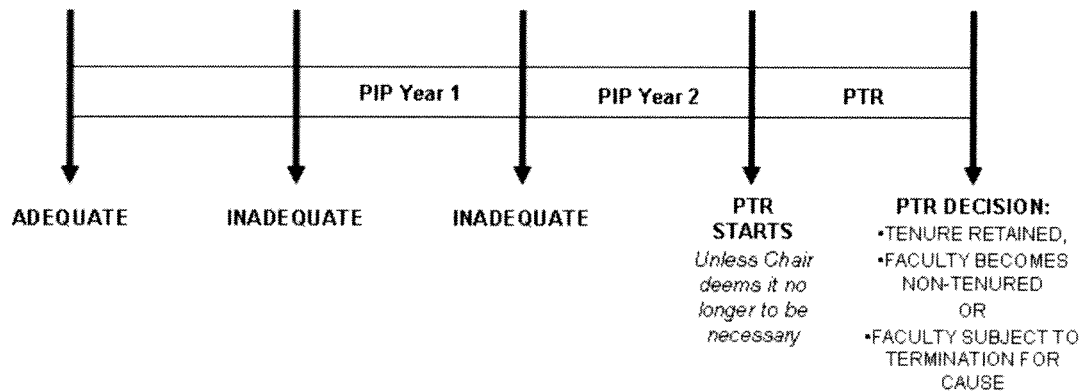 PIP Year 1
PIP Year 2
PTR
ADEQUATE
INADEQUATE
INADEQUATE
PTR
STARTS
Unless Chair
deems it no
longer to be
necessary
PTR DECISION:
•TENURE RETAINED,
•FACULTY BECOMES
NON-TENURED
OR
•FACULTY SUBJECT TO
TERMINATION FOR
CAUSE